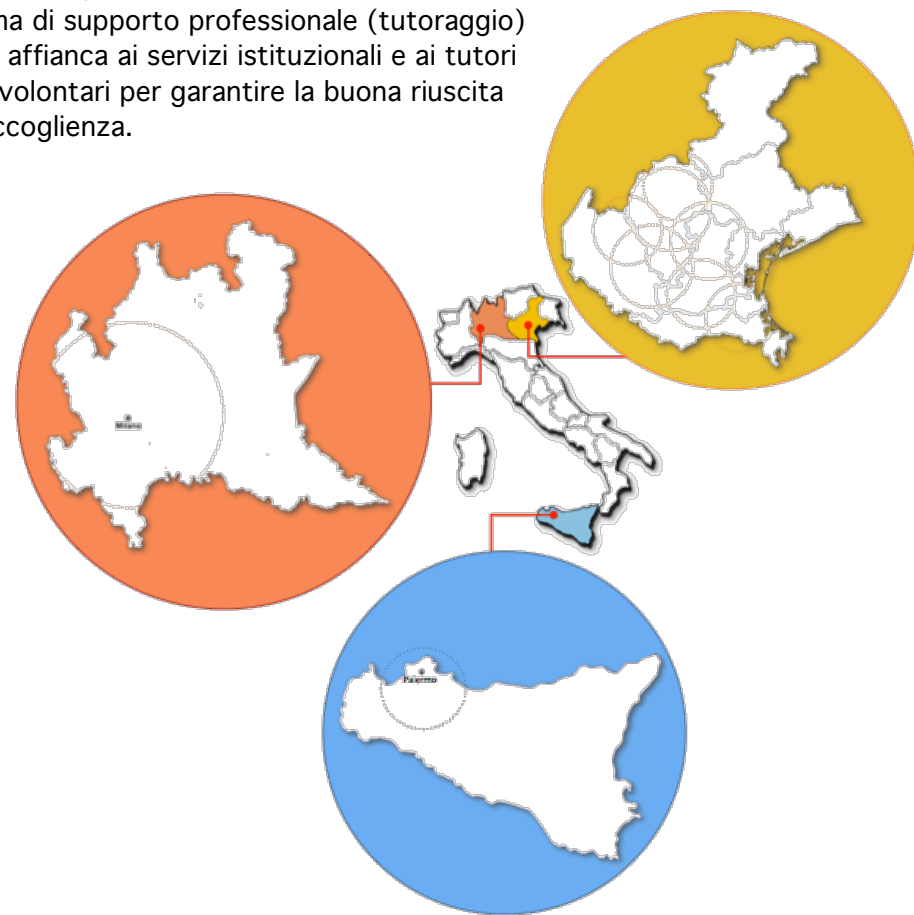 ma di supporto professionale (tutoraggio)
affianca ai servizi istituzionali e ai tutori
volontari per garantire la buona riuscita
ccoglienza.
Milano
Palermo